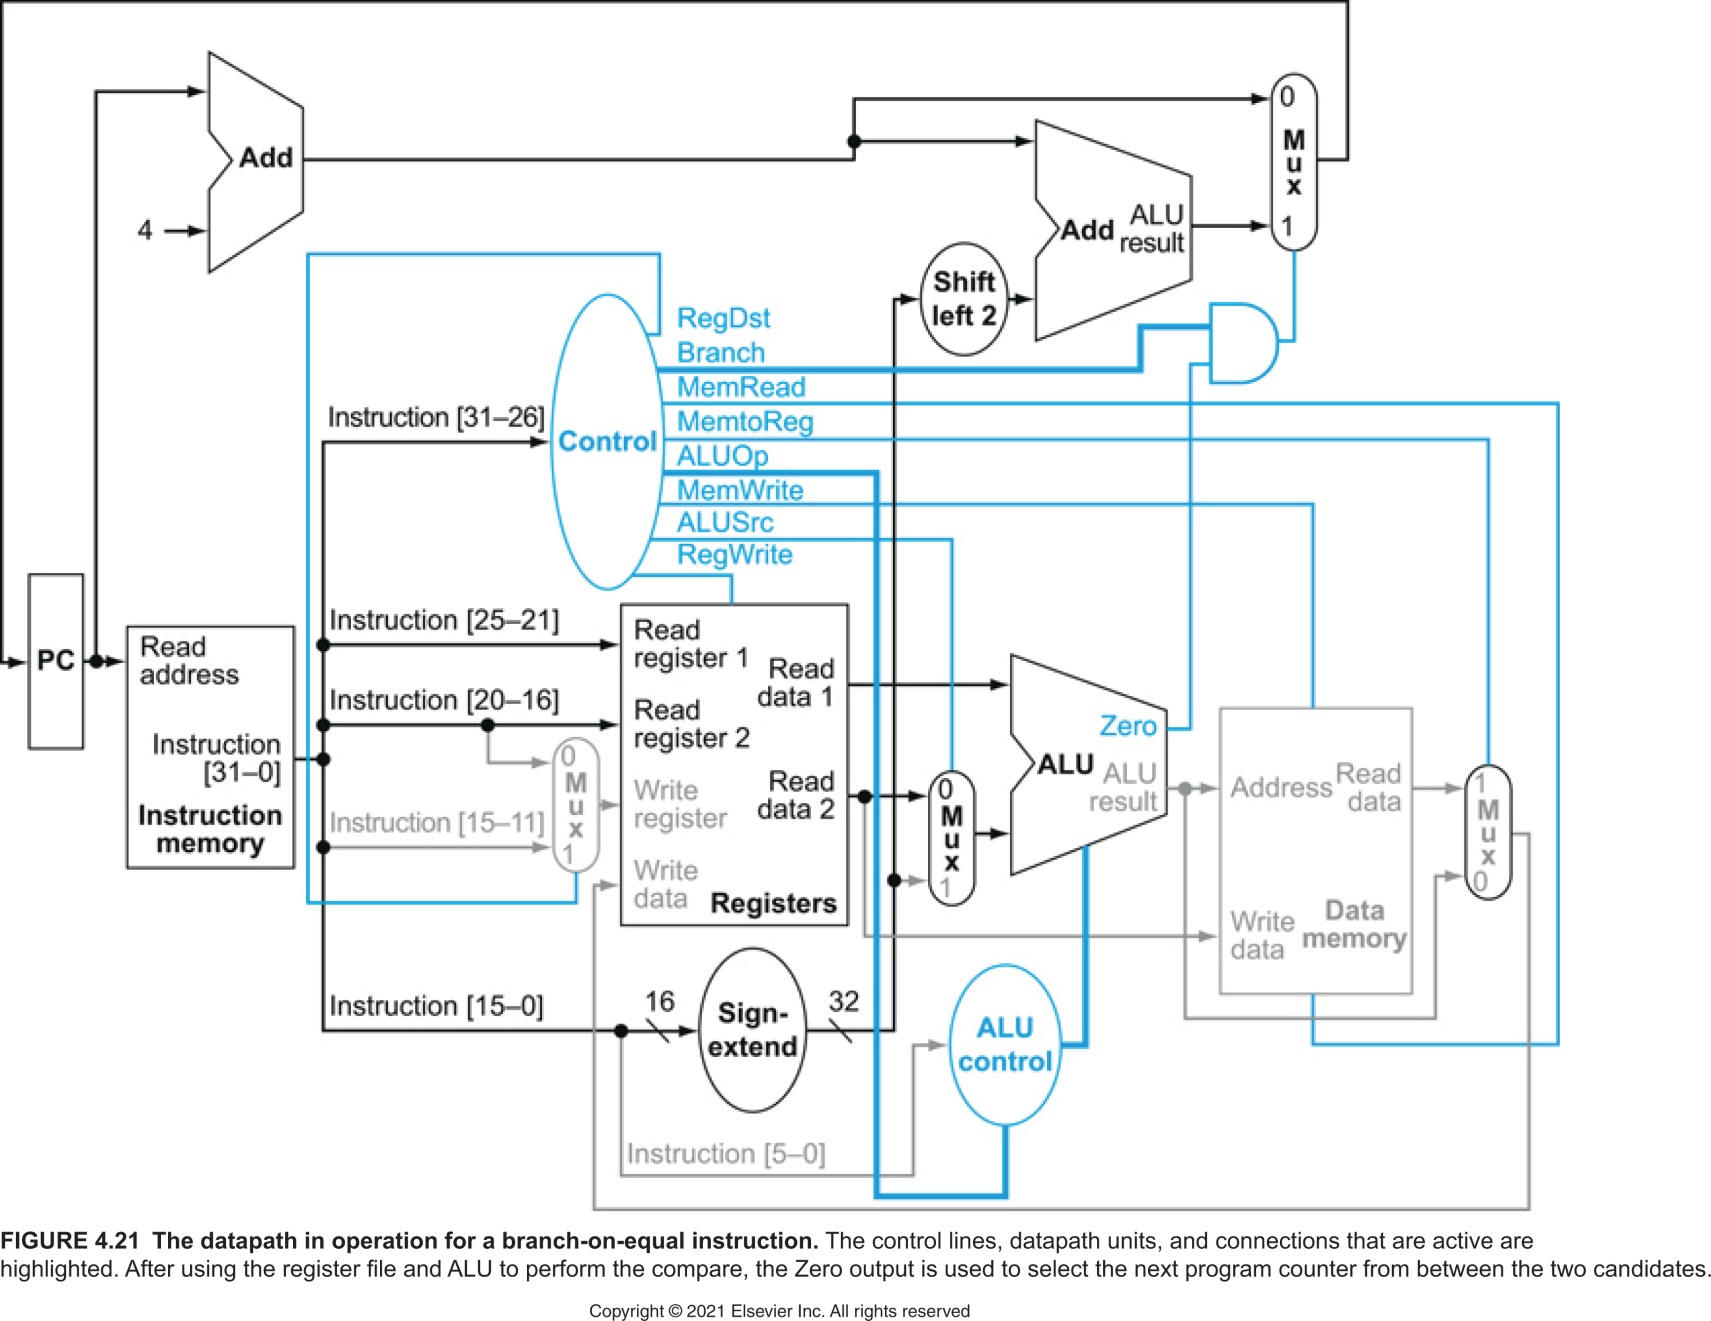 Add
4
0
Mux
1
Add
ALU
result
Shift
left 2
RegDst
Branch
MemRead
MemtoReg
ALUOp
MemWrite
ALUSrc
RegWrite
Control
Instruction [31–26]
PC
Read
address
Instruction
[31–0]
Instruction
memory
Instruction [25–21]
Instruction [20–16]
Instruction [15–11]
0
Mux
1
Read
register 1
Read
register 2
Write
register
Write
data
Read
data 1
Read
data 2
Registers
0
Mux
1
Zero
ALU
ALU
result
Address
Read
data
Write
data
Data
memory
1
Mux
0
Instruction [15–0]
16
Sign-
extend
32
ALU
control
Instruction [5–0]
FIGURE 4.21 The datapath in operation for a branch-on-equal instruction. The control lines, datapath units, and connections that are active are
highlighted. After using the register file and ALU to perform the compare, the Zero output is used to select the next program counter from between the two candidates.
Copyright © 2021 Elsevier Inc. All rights reserved